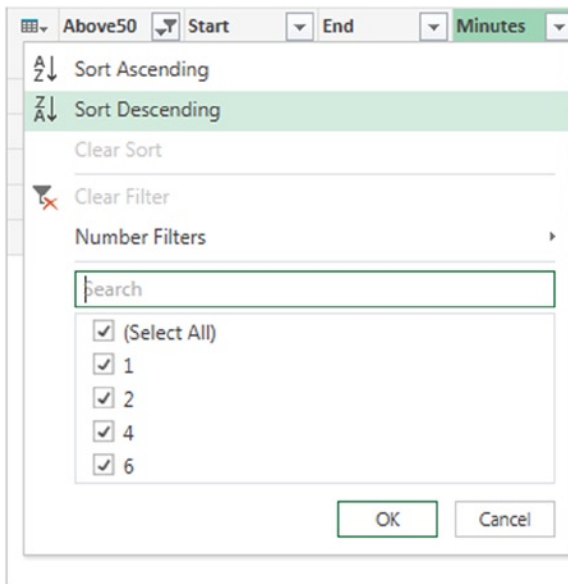 Above50 Start End Minutes
Sort Ascending
Sort Descending
Clear Sort
Clear Filter
Number Filters
Search
(Select All)
1
2
4
6
OK Cancel